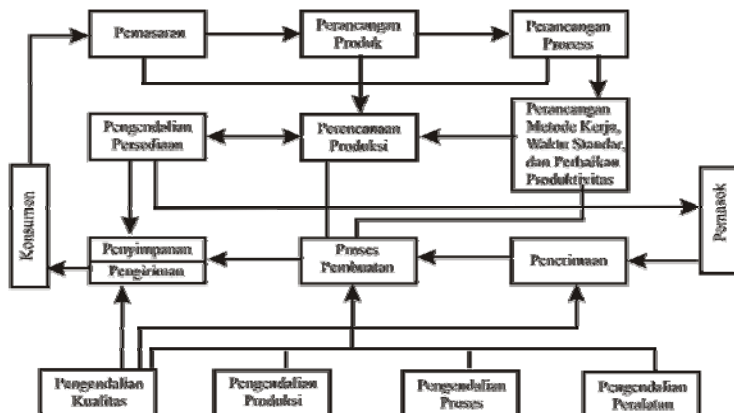 Pemasaran
Perancangan
Produk
Perancangan
Process
Pengendalian
Persediaan
Perencanaan
Produksi
Perancangan
Metode Kerja,
Waktu Standar,
dan Perbaikan
Produktivitas
Konsumen
Pemasok
Penyimpanan
Pengiriman
Proses
Pembuatan
Penerimaan
Pengendalian
Kualitas
Pengendalian
Produksi
Pengendalian
Proses
Pengendalian
Peralatan